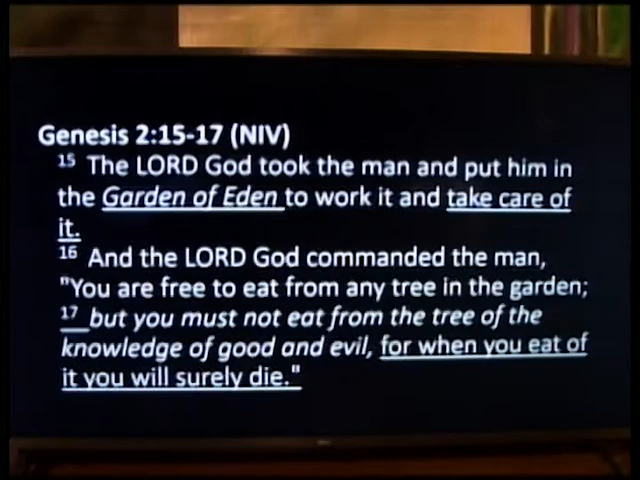 Genesis 2:15-17 (NIV)
15 The LORD God took the man and put him in
the Garden of Eden to work it and take care of
it.
16 And the LORD God commanded the man,
"You are free to eat from any tree in the garden;
17 but you must not eat from the tree of the
knowledge of good and evil, for when you eat of
it you will surely die."